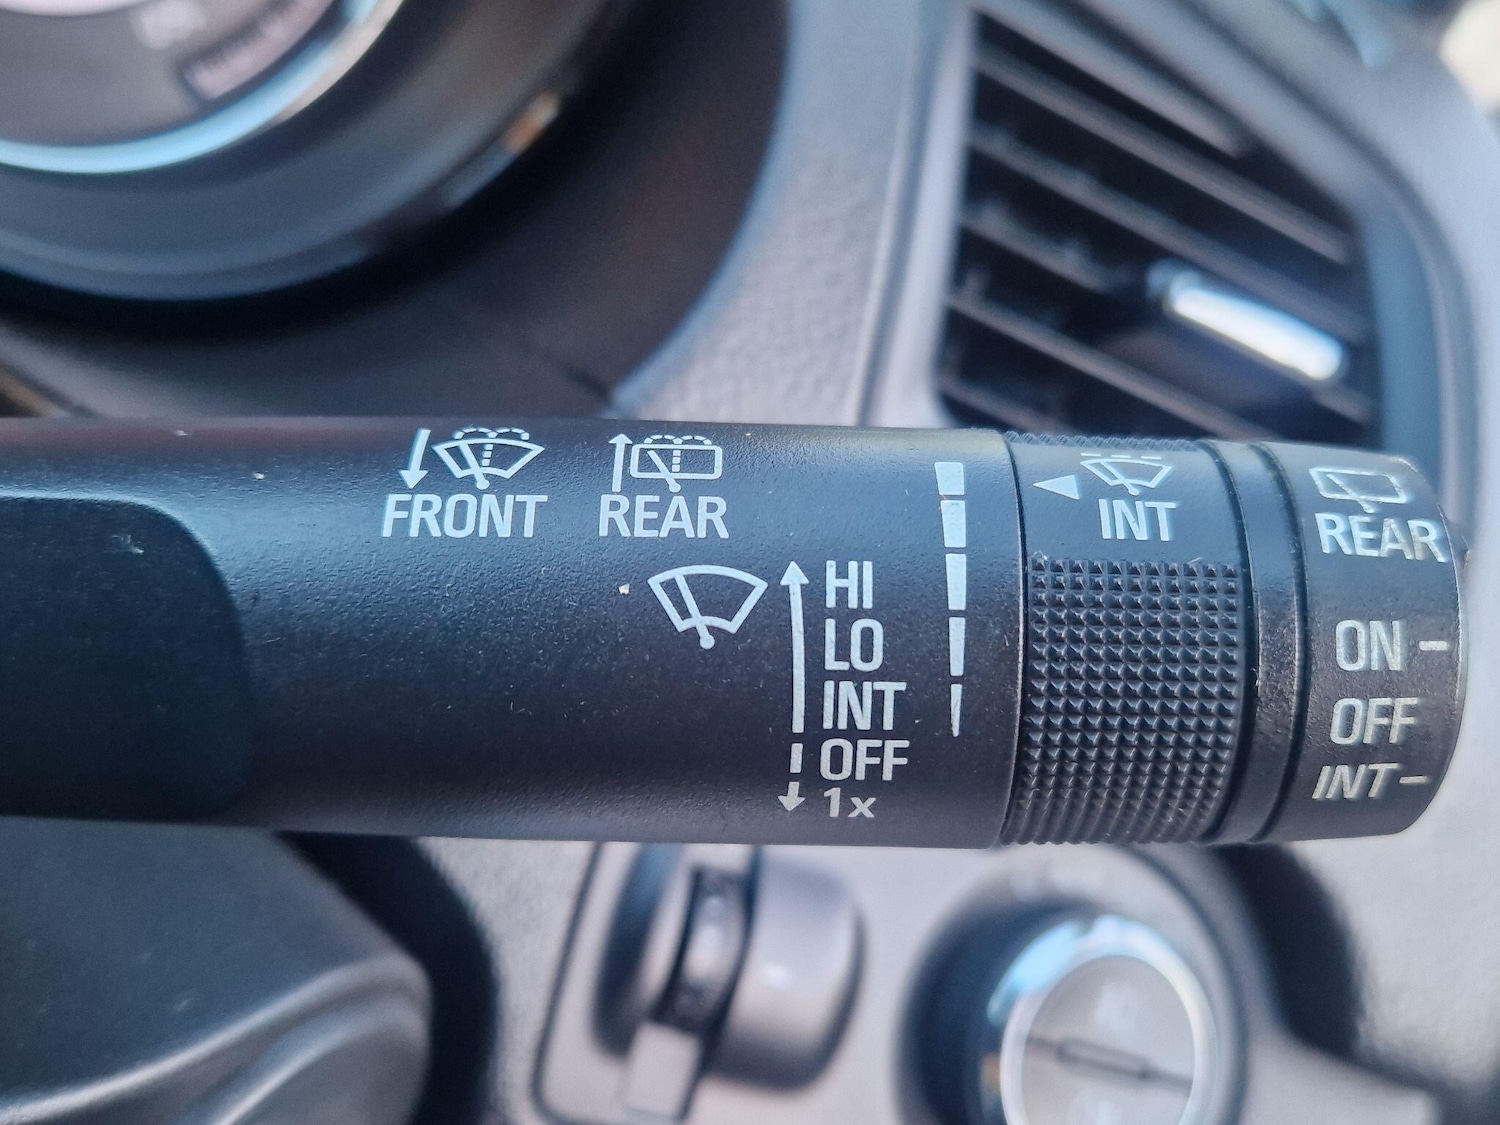 FRONT
REAR
HI
LO
INT
OFF
1x
INT
REAR
ON -
OFF
INT -